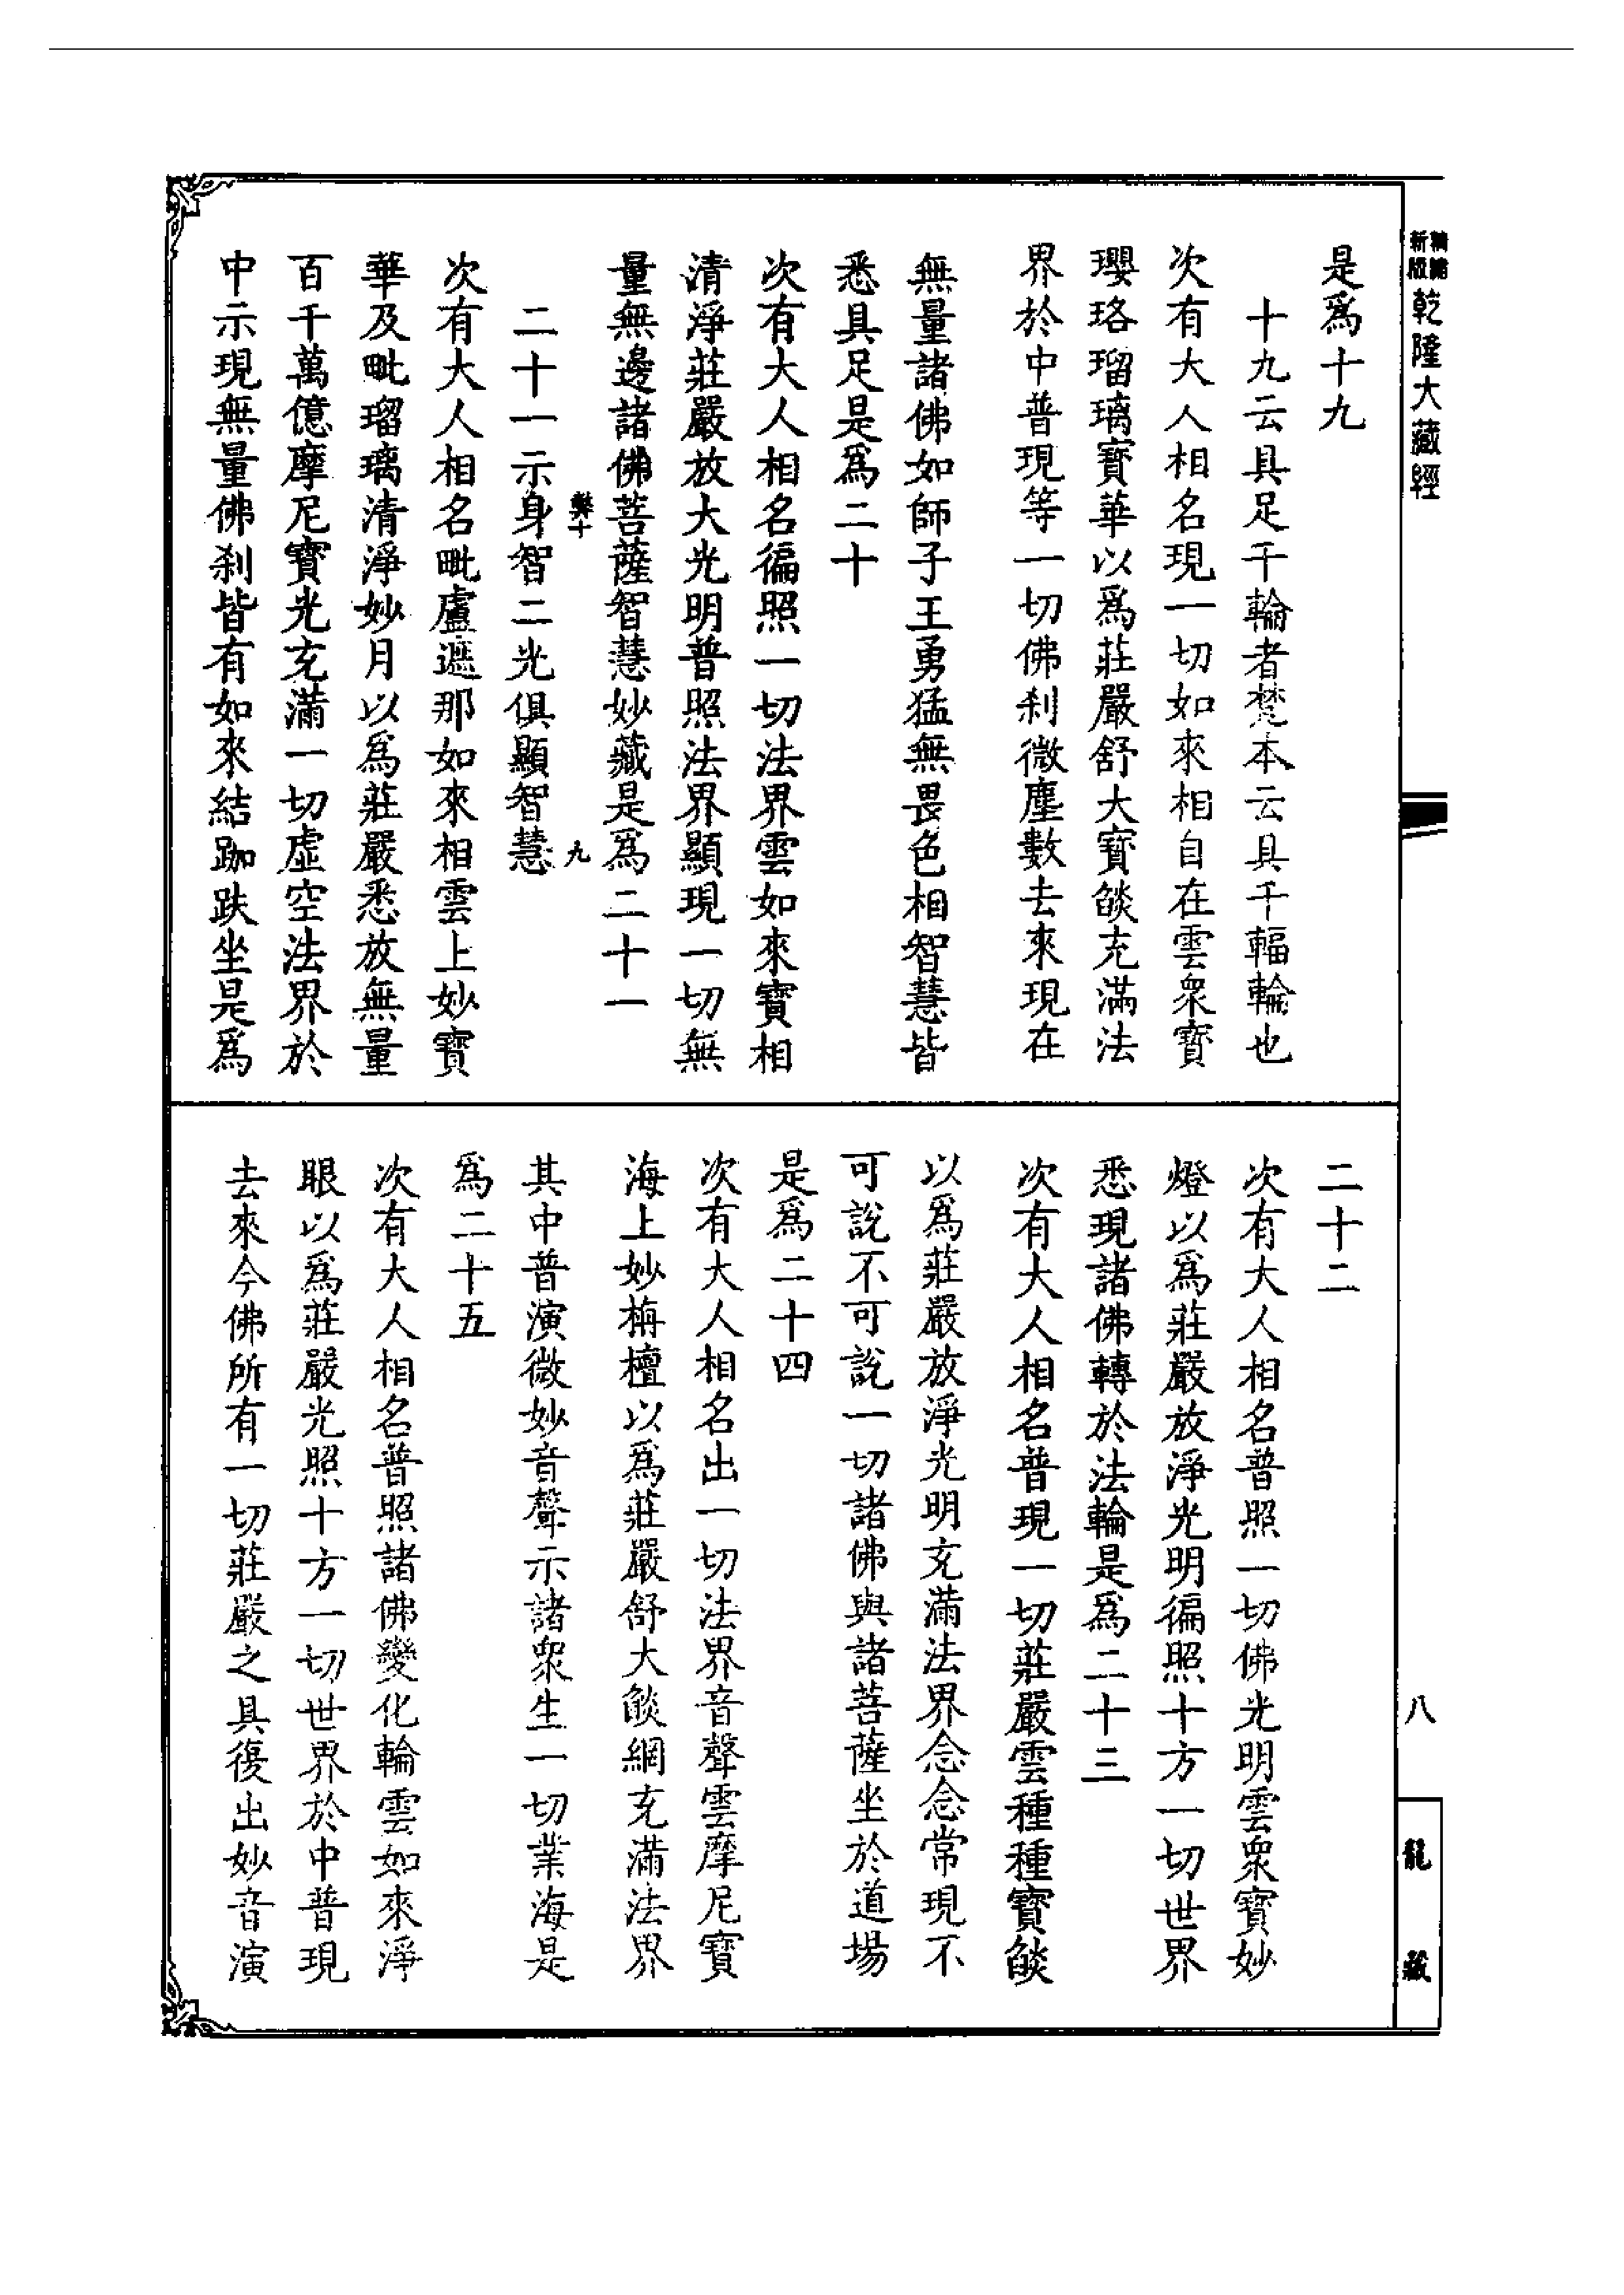 新版
精譯
乾隆大藏經
八
龍藏
是爲十九
十九云具足千輪者梵本云具千輻輪也
次有大人相名現一切如來相自在雲衆寶
瓔珞瑠璃寶華以爲莊嚴舒大寶燄充滿法
界於中普現等一切佛刹微塵數去來現在
無量諸佛如師子王勇猛無畏色相智慧皆
悉具足是爲二十
次有大人相名徧照一切法界雲如來寶相
清淨莊嚴放大光明普照法界顯現一切無
量無邊諸佛菩薩智慧妙藏是爲二十一
弊十
九
二十一示身智二光俱顯智慧
次有大人相名毗盧遮那如來相雲上妙寶
華及毗瑠璃清淨妙月以爲莊嚴悉放無量
百千萬億摩尼寶光充滿一切虛空法界於
中示現無量佛刹皆有如來結跏趺坐是爲
二十二
次有大人相名普照一切佛光明雲衆寶妙
燈以爲莊嚴放淨光明徧照十方一切世界
悉現諸佛轉於法輪是爲二十三
次有大人相名普現一切莊嚴雲種種寶燄
以爲莊嚴放淨光明充滿法界念念常現不
可說不可說一切諸佛與諸菩薩坐於道場
是爲二十四
次有大人相名出一切法界音聲雲摩尼寶
海上妙栴檀以爲莊嚴舒大燄網充滿法界
其中普演微妙音聲示諸衆生一切業海是
爲二十五
次有大人相名普照諸佛變化輪雲如來淨
眼以爲莊嚴光照十方一切世界於中普現
去來今佛所有一切莊嚴之具復出妙音演